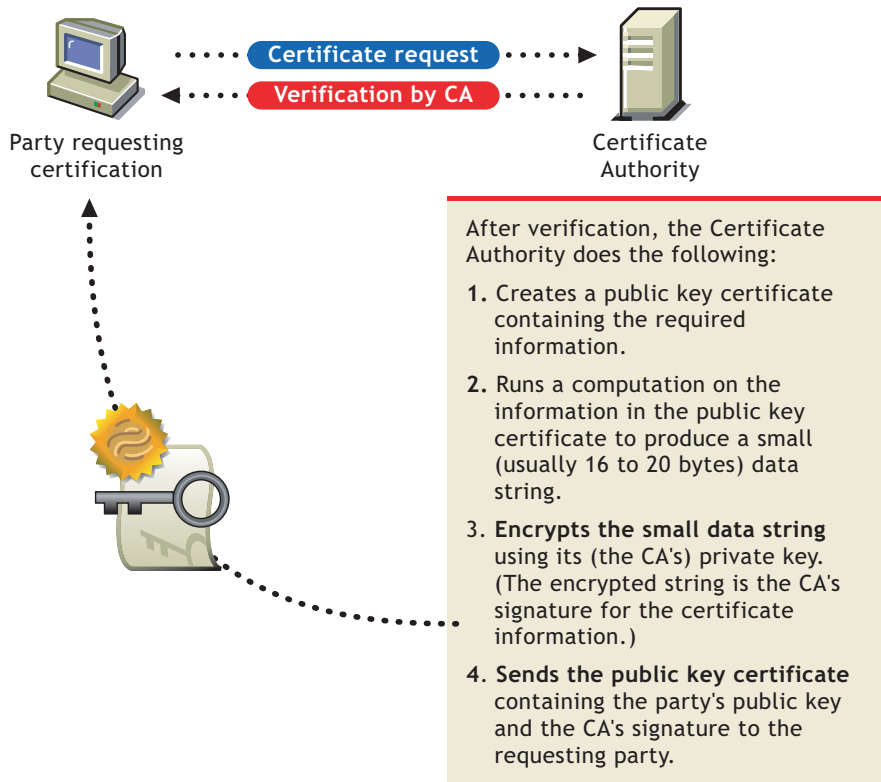 Certificate request
Verification by CA
Party requesting
certification
Certificate
Authority
After verification, the Certificate
Authority does the following:
1. Creates a public key certificate
containing the required
information.
2. Runs a computation on the
information in the public key
certificate to produce a small
(usually 16 to 20 bytes) data
string.
3. Encrypts the small data string
using its (the CA's) private key.
(The encrypted string is the CA's
signature for the certificate
information.)
4. Sends the public key certificate
containing the party's public key
and the CA's signature to the
requesting party.